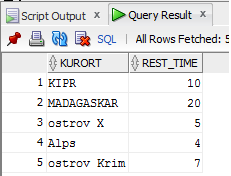 Script Output Query Result
SQL All Rows Fetched: 5
KURORT REST_TIME
1 KIPR 10
2 MADAGASKAR 20
3 ostrov X 5
4 Alps 4
5 ostrov Krim 7